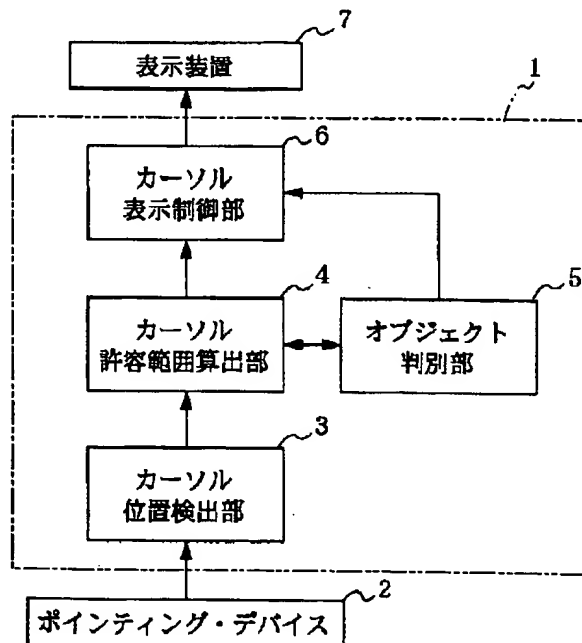 7
表示装置
1
6
カーソル
表示制御部
4
カーソル
許容範囲算出部
5
オブジェクト
判別部
3
カーソル
位置検出部
2
ポインティング・デバイス